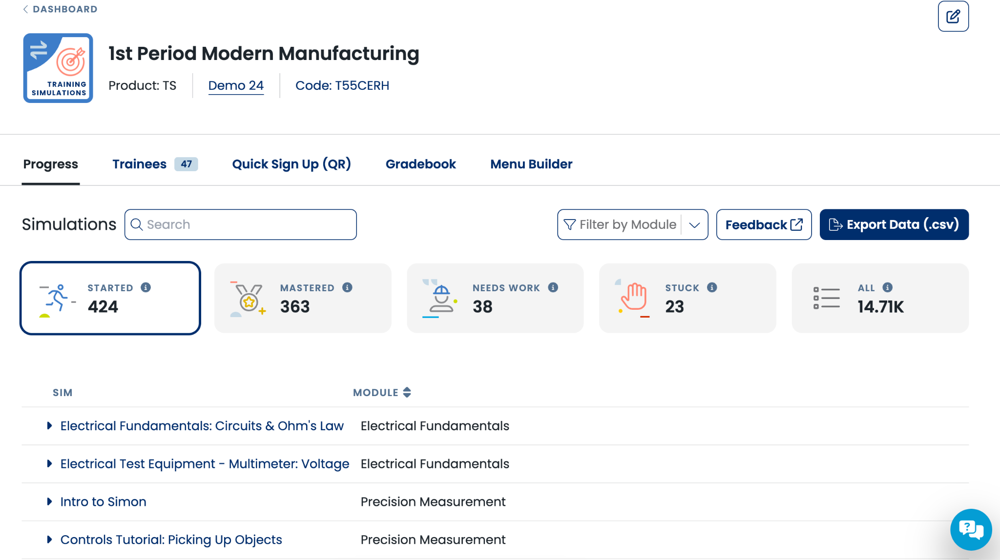 DASHBOARD
TRAINING
SIMULATIONS
1st Period Modern Manufacturing
Product: TS
Demo 24
Code: T55CERH
Progress
Trainees 47
Quick Sign Up (QR)
Gradebook
Menu Builder
Simulations
Search
Filter by Module
Feedback
Export Data (.csv)
STARTED
424
MASTERED
363
NEEDS WORK
38
STUCK
23
ALL
14.71K
SIM
MODULE
Electrical Fundamentals: Circuits & Ohm's Law
Electrical Fundamentals
Electrical Test Equipment - Multimeter: Voltage
Electrical Fundamentals
Intro to Simon
Precision Measurement
Controls Tutorial: Picking Up Objects
Precision Measurement